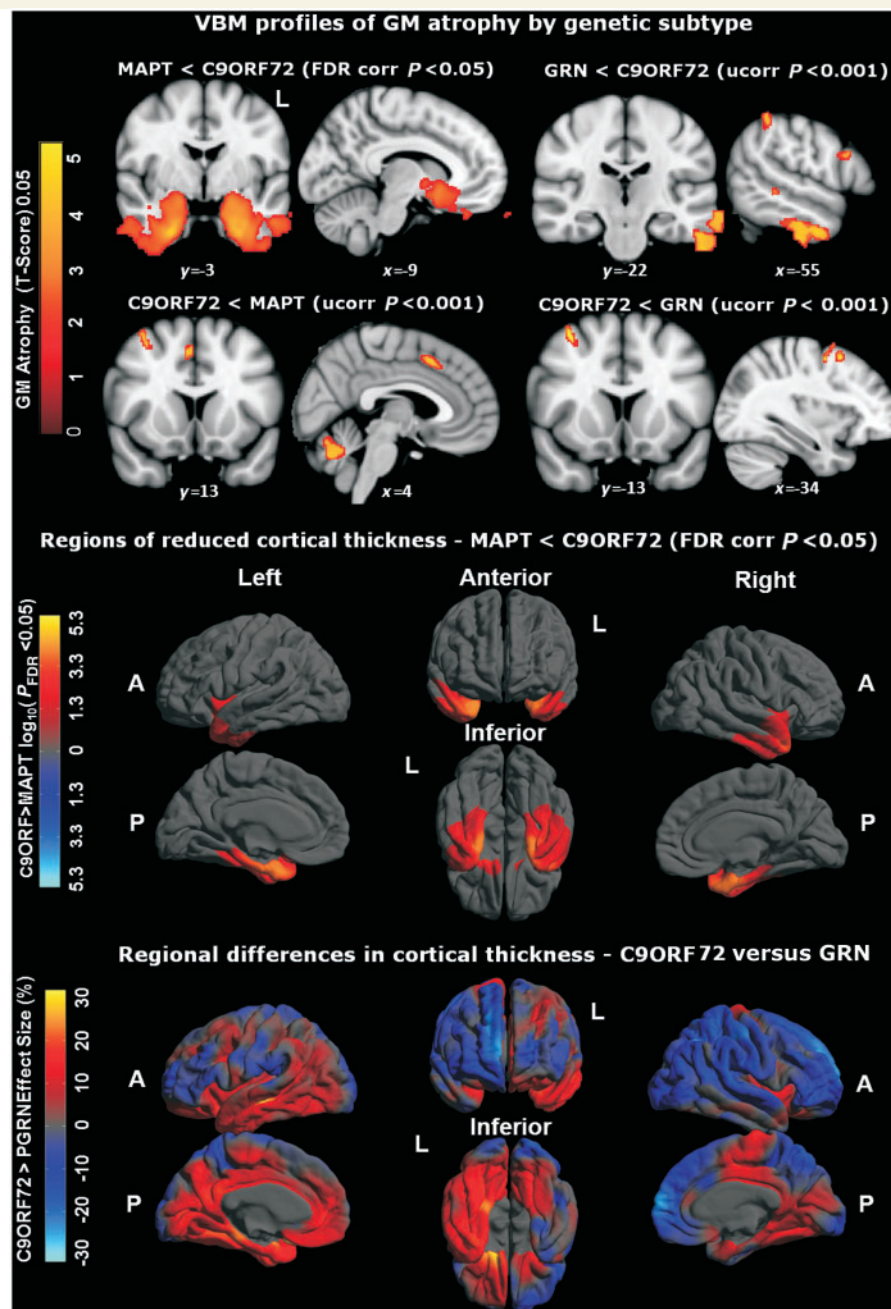 VBM profiles of GM atrophy by genetic subtype
MAPT < C9ORF72 (FDR corr P <0.05)
GRN < C9ORF72 (ucorr P <0.001)
L
GM Atrophy (T-Score) 0.05
5
4
3
2
1
0
y=-3
x=-9
y=-22
x=-55
C9ORF72 < MAPT (ucorr P <0.001)
C9ORF72 < GRN (ucorr P < 0.001)
y=13
x=4
y=-13
x=-34
Regions of reduced cortical thickness - MAPT < C9ORF72 (FDR corr P <0.05)
Left
Anterior
Right
C9ORF>MAPT log10(PFDR <0.05)
5.3
3.3
1.3
0
1.3
3.3
5.3
A
L
A
Inferior
L
P
P
Regional differences in cortical thickness - C9ORF72 versus GRN
C9ORF72 > PGRNEffect Size (%)
30
20
10
0
-10
-20
-30
A
L
A
Inferior
L
P
P